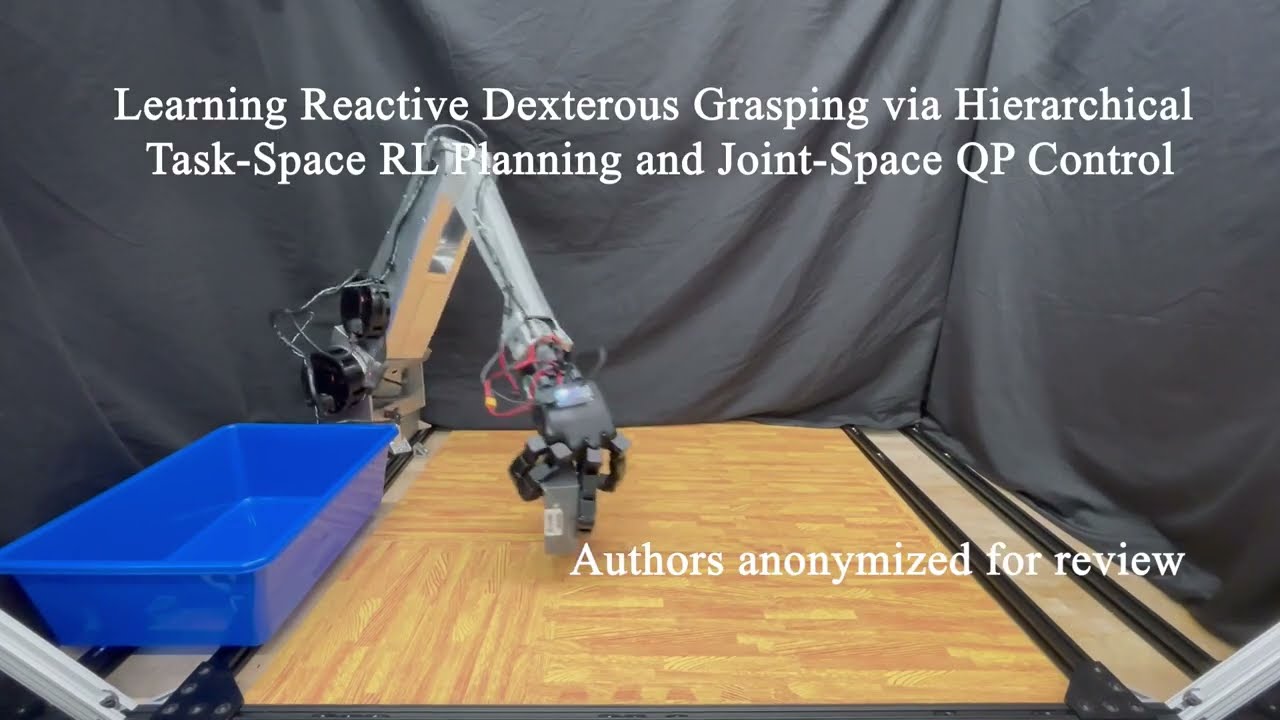 Learning Reactive Dexterous Grasping via Hierarchical
Task-Space RL Planning and Joint-Space QP Control
Authors anonymized for review